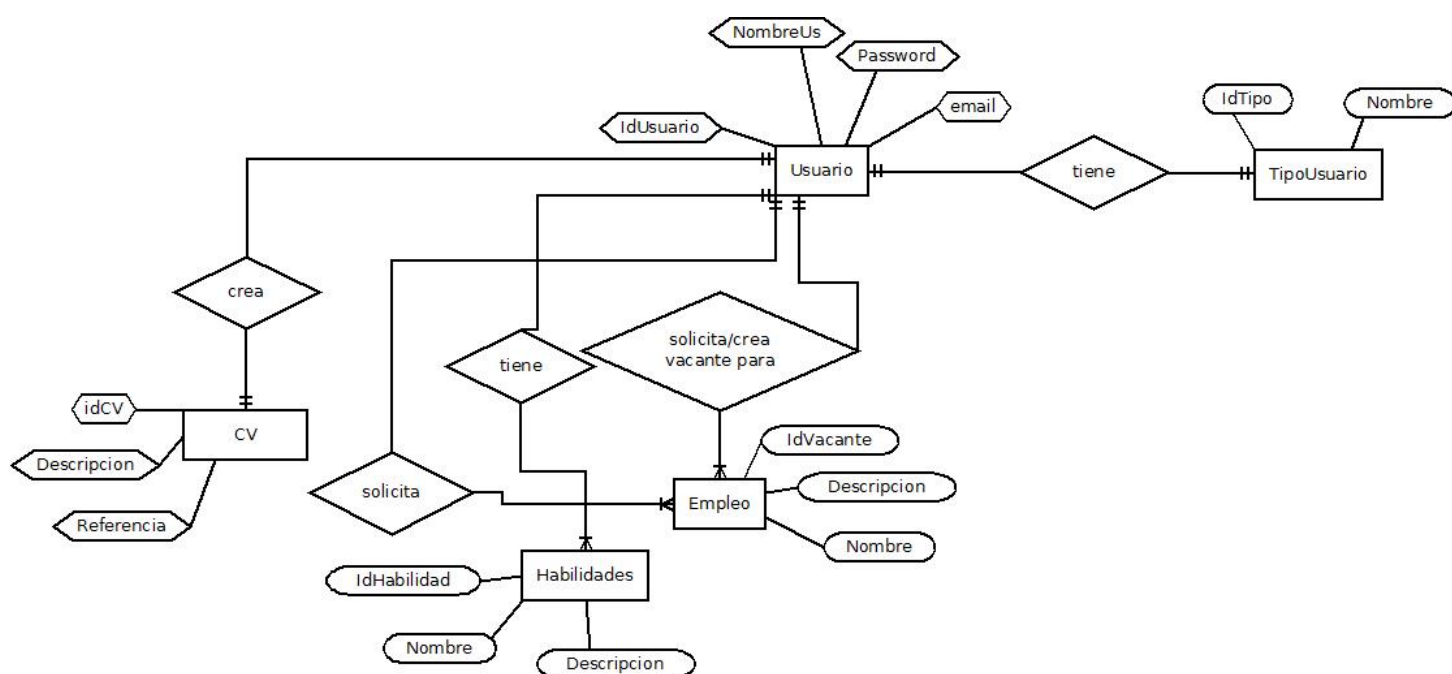 NombreUs
Password
IdUsuario
email
IdTipo
Nombre
Usuario
tiene
TipoUsuario
crea
tiene
solicita/crea
vacante para
idCV
CV
Descripcion
Referencia
solicita
IdVacante
Empleo
Descripcion
Nombre
IdHabilidad
Habilidades
Nombre
Descripcion